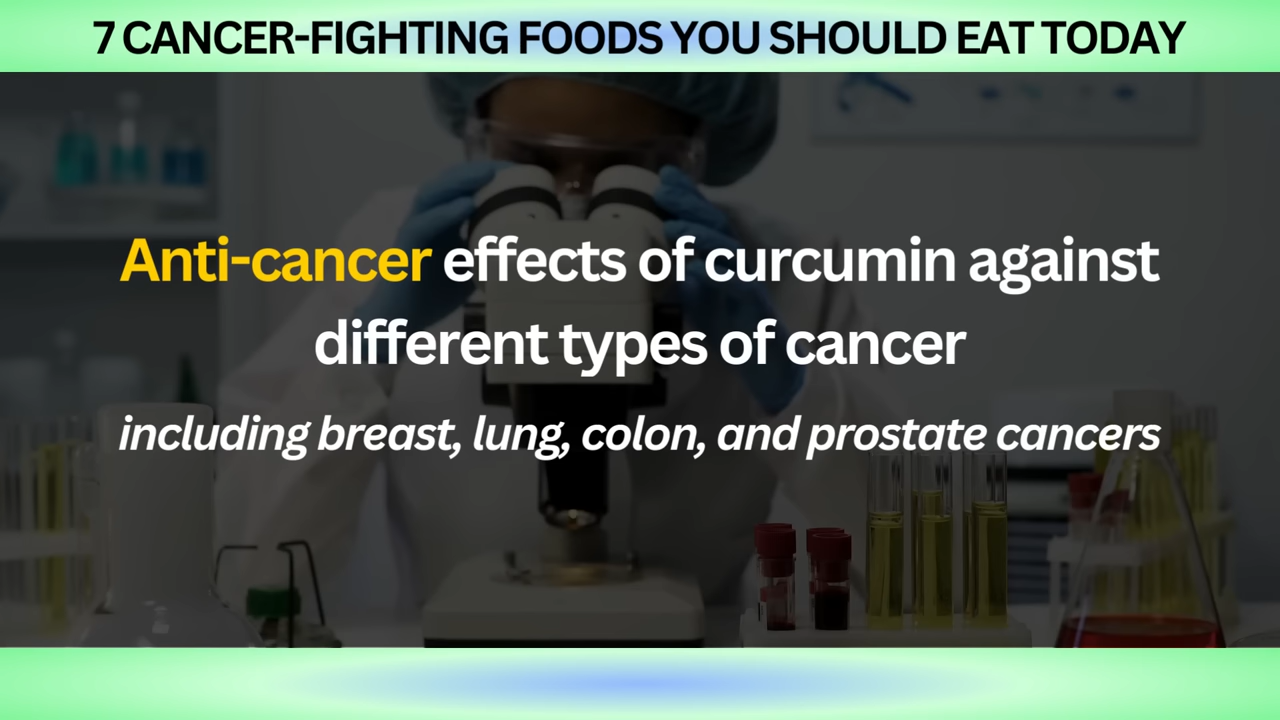 7 CANCER-FIGHTING FOODS YOU SHOULD EAT TODAY
Anti-cancer effects of curcumin against
different types of cancer
including breast, lung, colon, and prostate cancers